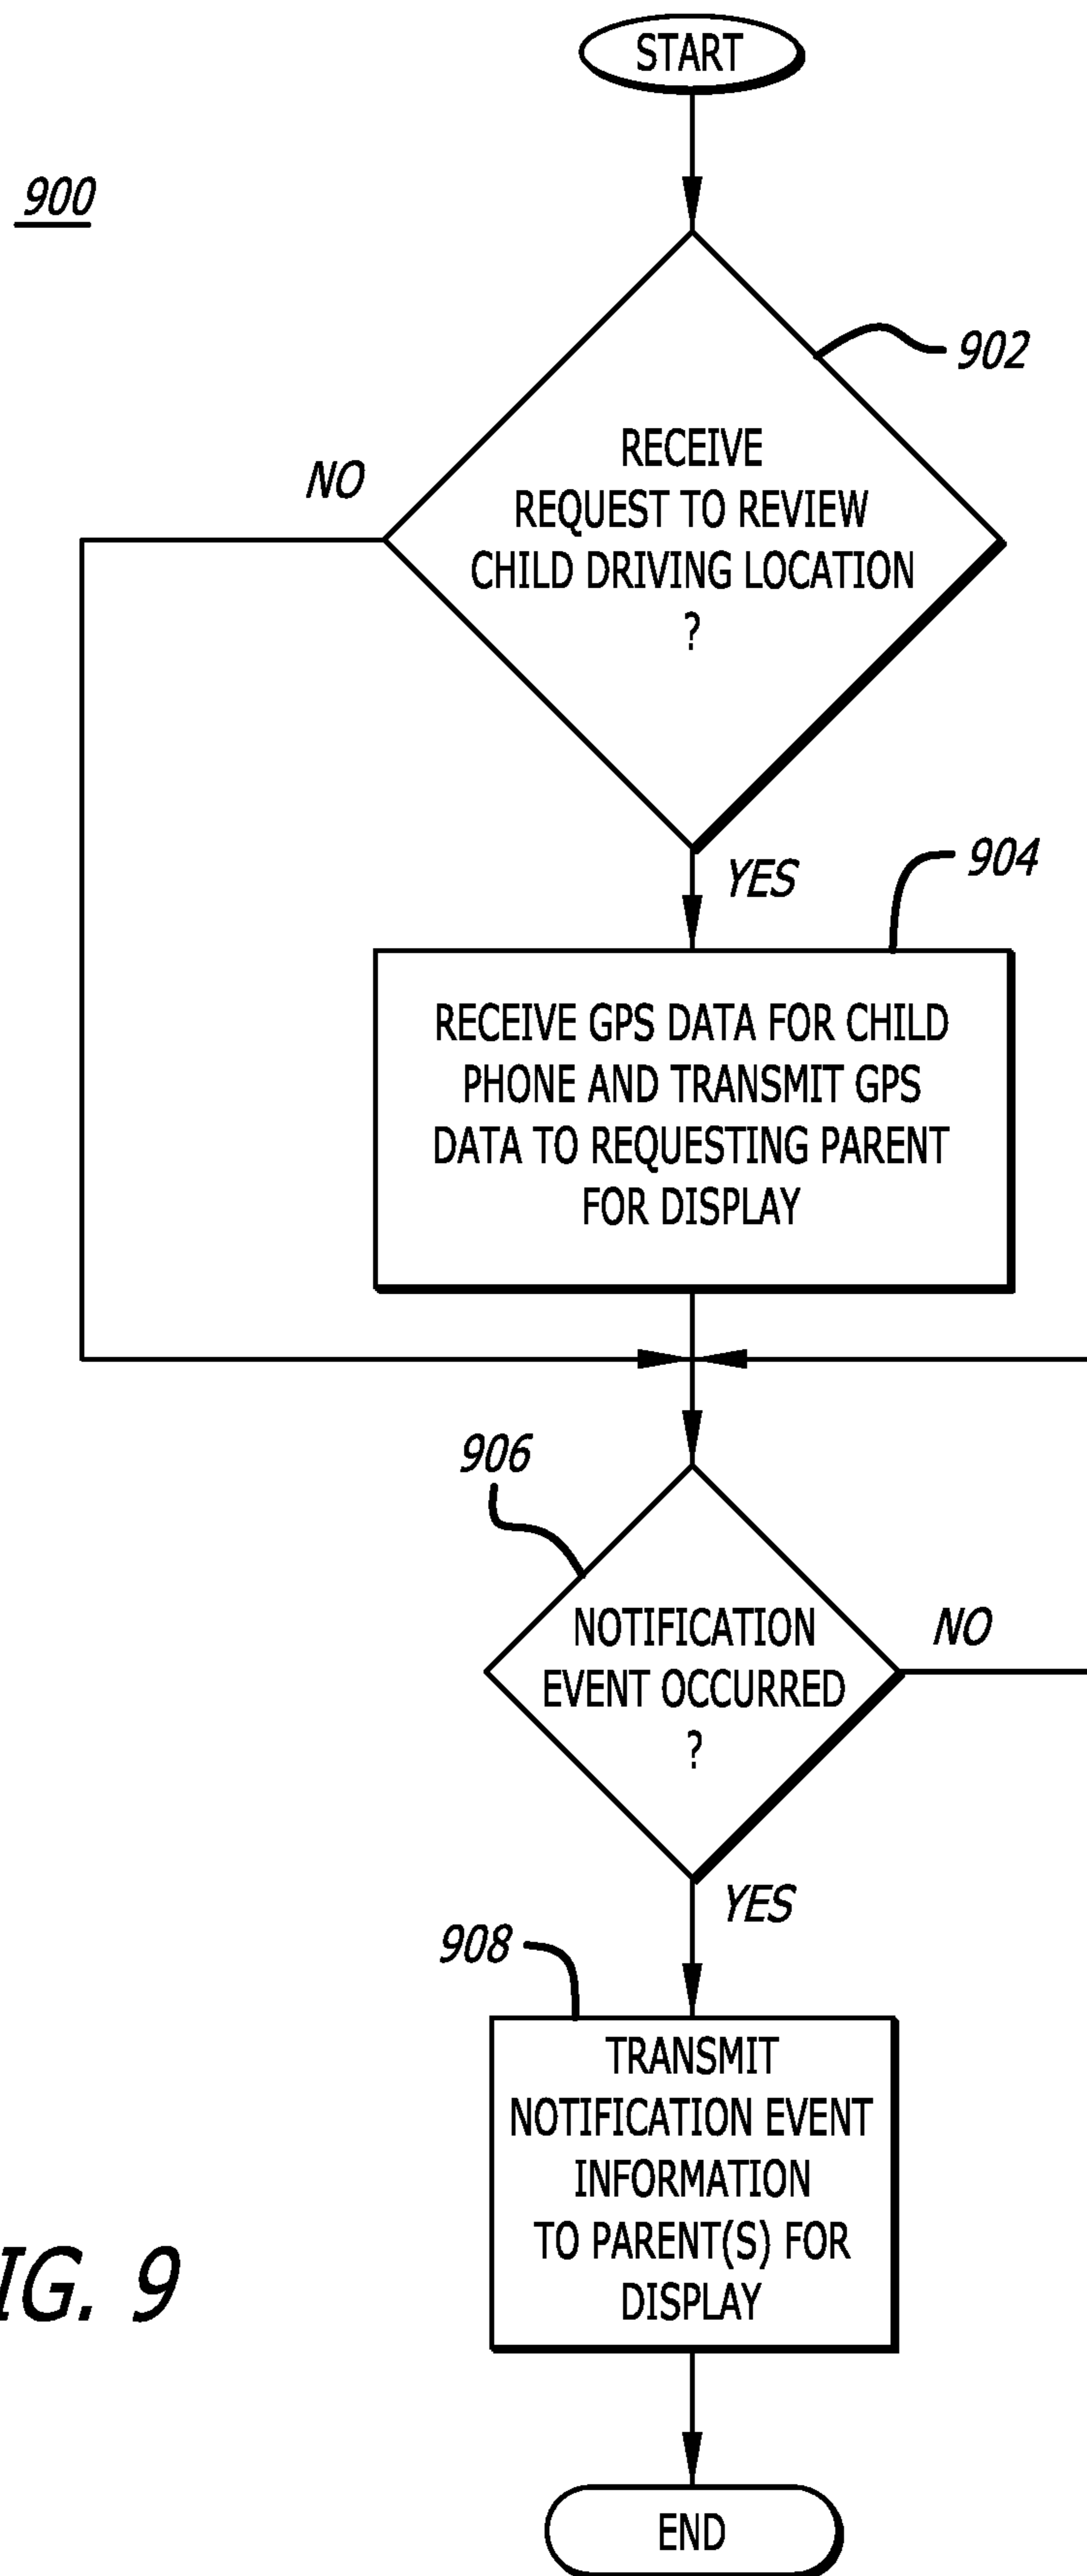 START
900
902
RECEIVE
REQUEST TO REVIEW
CHILD DRIVING LOCATION
?
NO
YES
904
RECEIVE GPS DATA FOR CHILD
PHONE AND TRANSMIT GPS
DATA TO REQUESTING PARENT
FOR DISPLAY
906
NOTIFICATION
EVENT OCCURRED
?
NO
YES
908
TRANSMIT
NOTIFICATION EVENT
INFORMATION
TO PARENT(S) FOR
DISPLAY
IG. 9
END